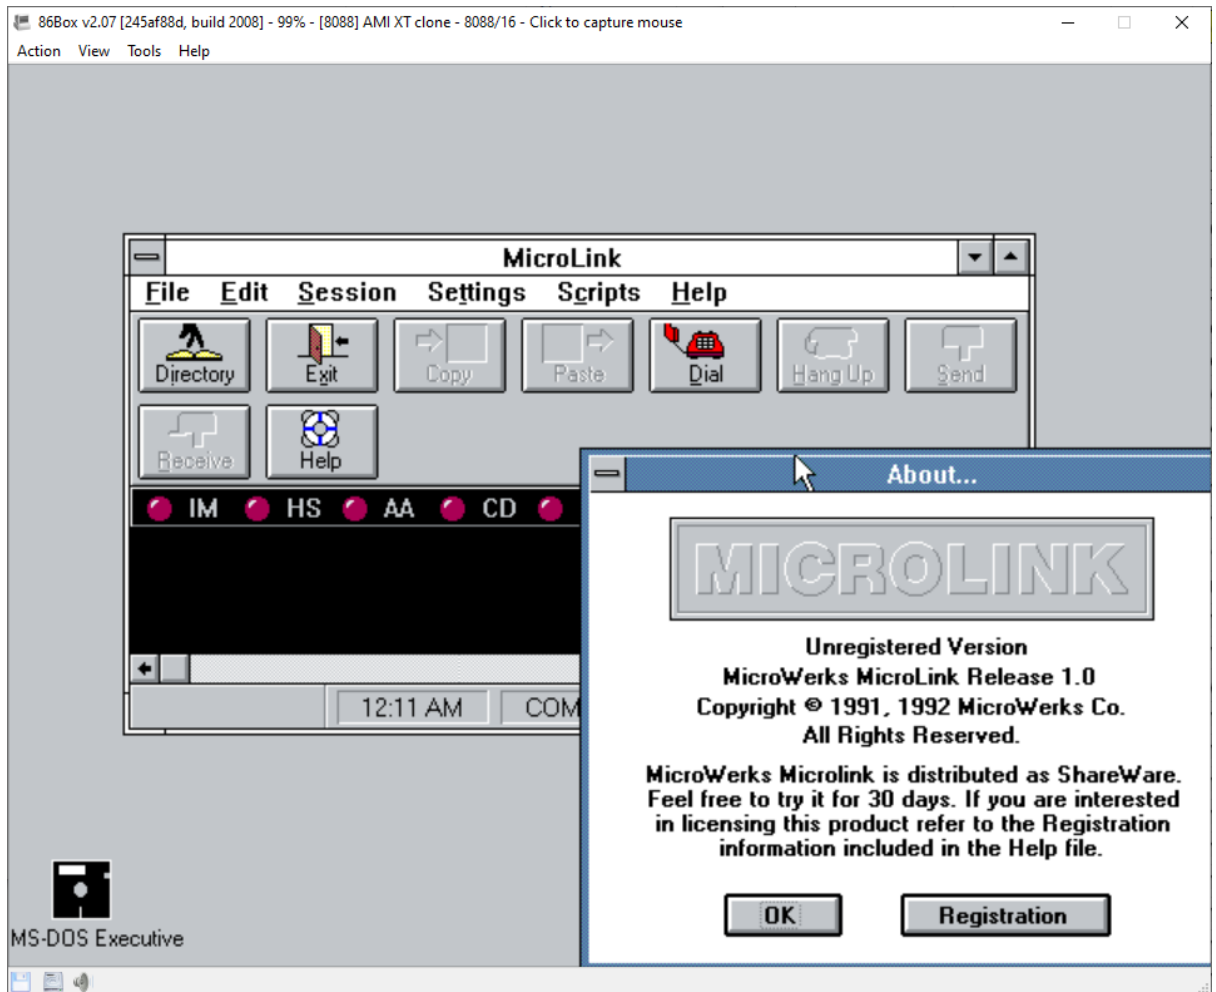 86Box v2.07 [245af88d, build 2008] - 99% - [8088] AMI XT clone - 8088/16 - Click to capture mouse
Action View Tools Help
MicroLink
File Edit Session Settings Scripts Help
Directory Exit Copy Paste Dial Hang Up Send
Receive Help
About...
IM HS AA CD
MICROLINK
Unregistered Version
MicroWerks MicroLink Release 1.0
Copyright © 1991, 1992 MicroWerks Co.
All Rights Reserved.
12:11 AM COM
MicroWerks Microlink is distributed as ShareWare.
Feel free to try it for 30 days. If you are interested
in licensing this product refer to the Registration
information included in the Help file.
OK Registration
MS-DOS Executive